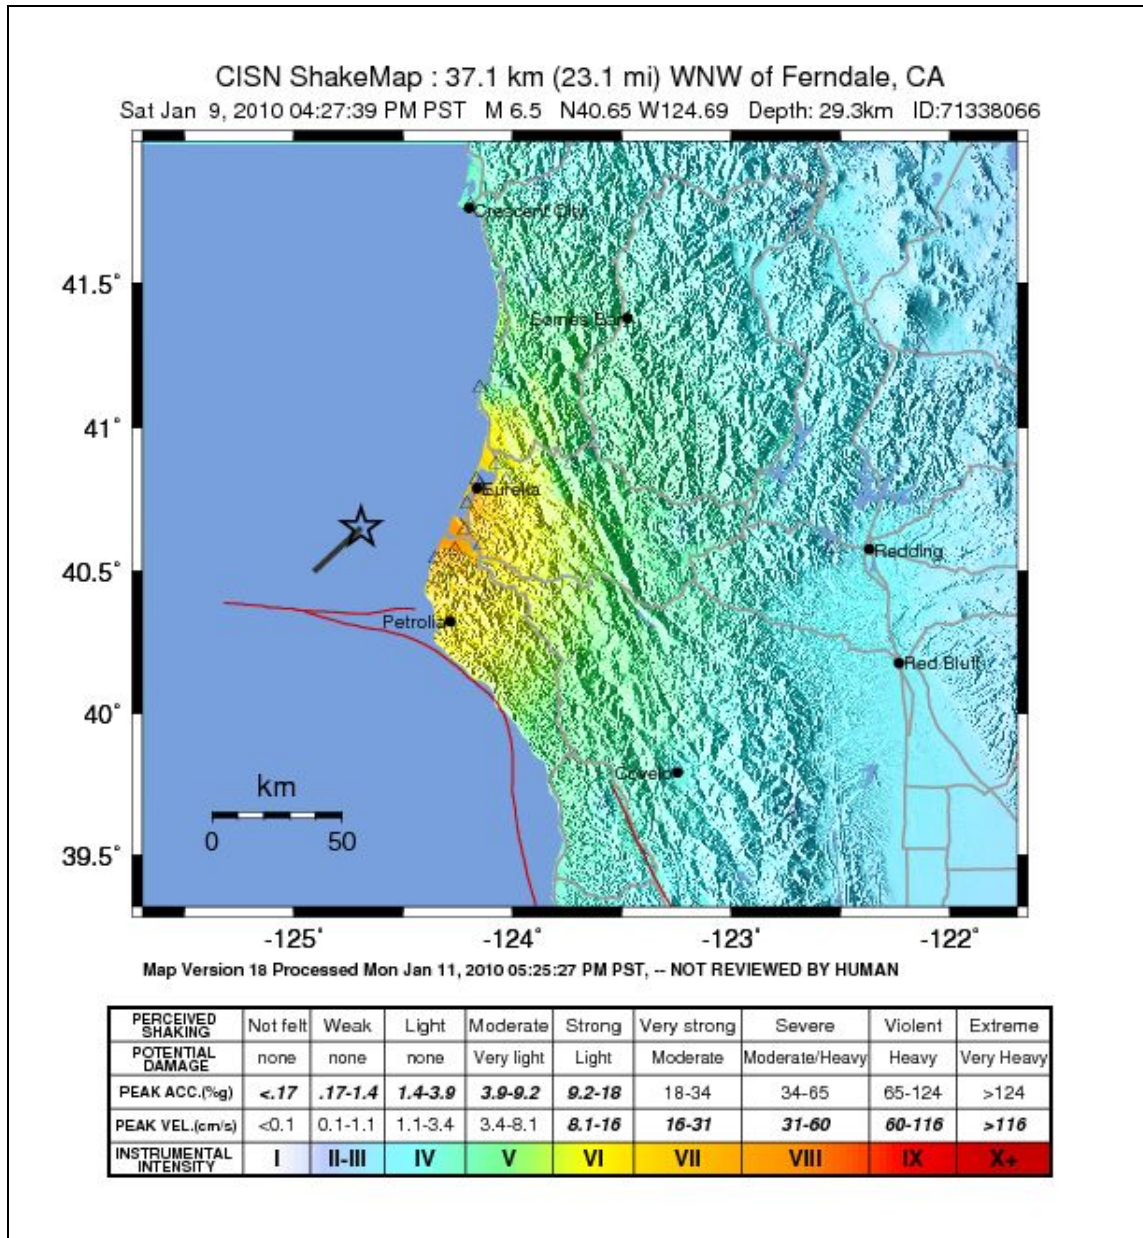 CISN ShakeMap : 37.1 km (23.1 mi) WNW of Ferndale, CA
Sat Jan 9, 2010 04:27:39 PM PST M 6.5 N40.65 W124.69 Depth: 29.3km ID:71338066
Crescent City
41.5°
Somes Bar
41°
Eureka
40.5°
Redding
Petrolia
Red Bluff
40°
Covelo
km
0 50
39.5°
-125° -124° -123° -122°
Map Version 18 Processed Mon Jan 11, 2010 05:25:27 PM PST, -- NOT REVIEWED BY HUMAN
PERCEIVED SHAKING Not felt Weak Light Moderate Strong Very strong Severe Violent Extreme
POTENTIAL DAMAGE none none none Very light Light Moderate Moderate/Heavy Heavy Very Heavy
PEAK ACC.(%g) <.17 .17-1.4 1.4-3.9 3.9-9.2 9.2-18 18-34 34-65 65-124 >124
PEAK VEL.(cm/s) <0.1 0.1-1.1 1.1-3.4 3.4-8.1 8.1-16 16-31 31-60 60-116 >116
INSTRUMENTAL INTENSITY I II-III IV V VI VII VIII IX X+